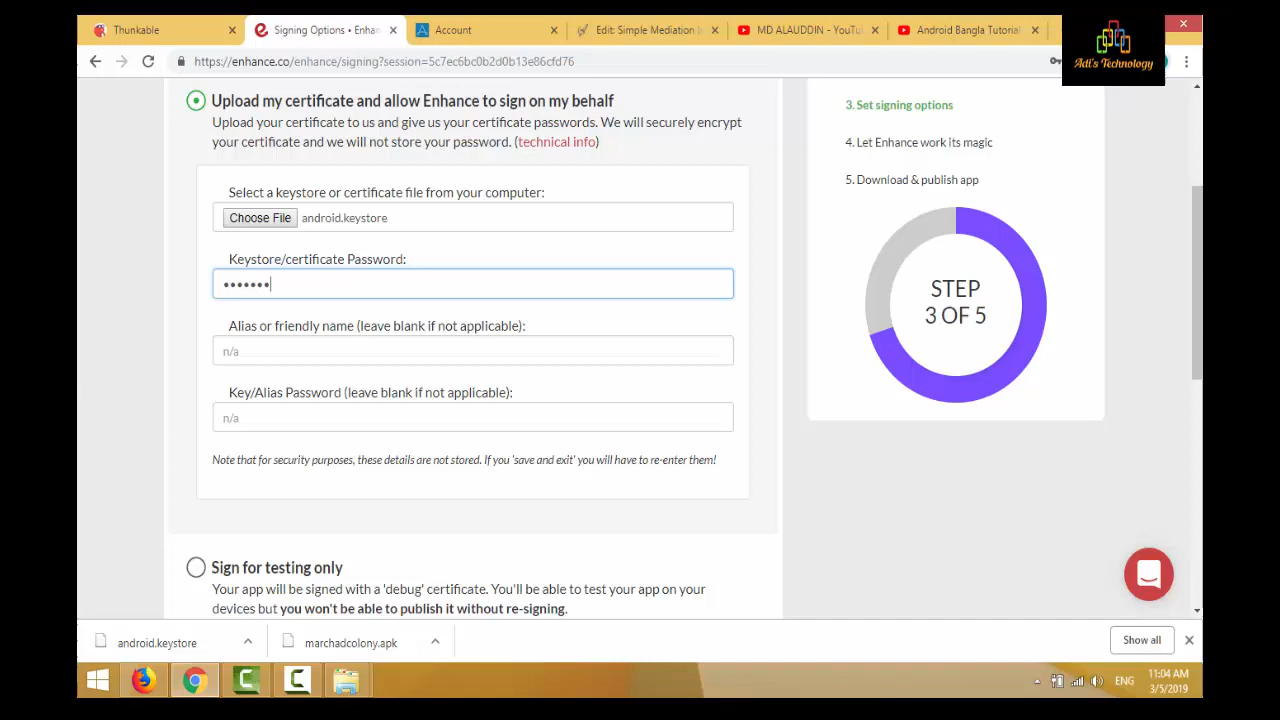 Thunkable
Signing Options • Enhan
Account
Edit: Simple Mediation
MD ALAUDDIN - YouTu
Android Bangla Tutorial
Adi's Technology
https://enhance.co/enhance/signing?session=5c7ec6bc0b2d0b13e86cfd76
Upload my certificate and allow Enhance to sign on my behalf
Upload your certificate to us and give us your certificate passwords. We will securely encrypt
your certificate and we will not store your password. (technical info)
Select a keystore or certificate file from your computer:
Choose File android.keystore
Keystore/certificate Password:
•••••••
Alias or friendly name (leave blank if not applicable):
n/a
Key/Alias Password (leave blank if not applicable):
n/a
Note that for security purposes, these details are not stored. If you 'save and exit' you will have to re-enter them!
Sign for testing only
Your app will be signed with a 'debug' certificate. You'll be able to test your app on your
devices but you won't be able to publish it without re-signing.
3. Set signing options
4. Let Enhance work its magic
5. Download & publish app
STEP
3 OF 5
android.keystore
marchadcolony.apk
Show all
ENG
11:04 AM
3/5/2019